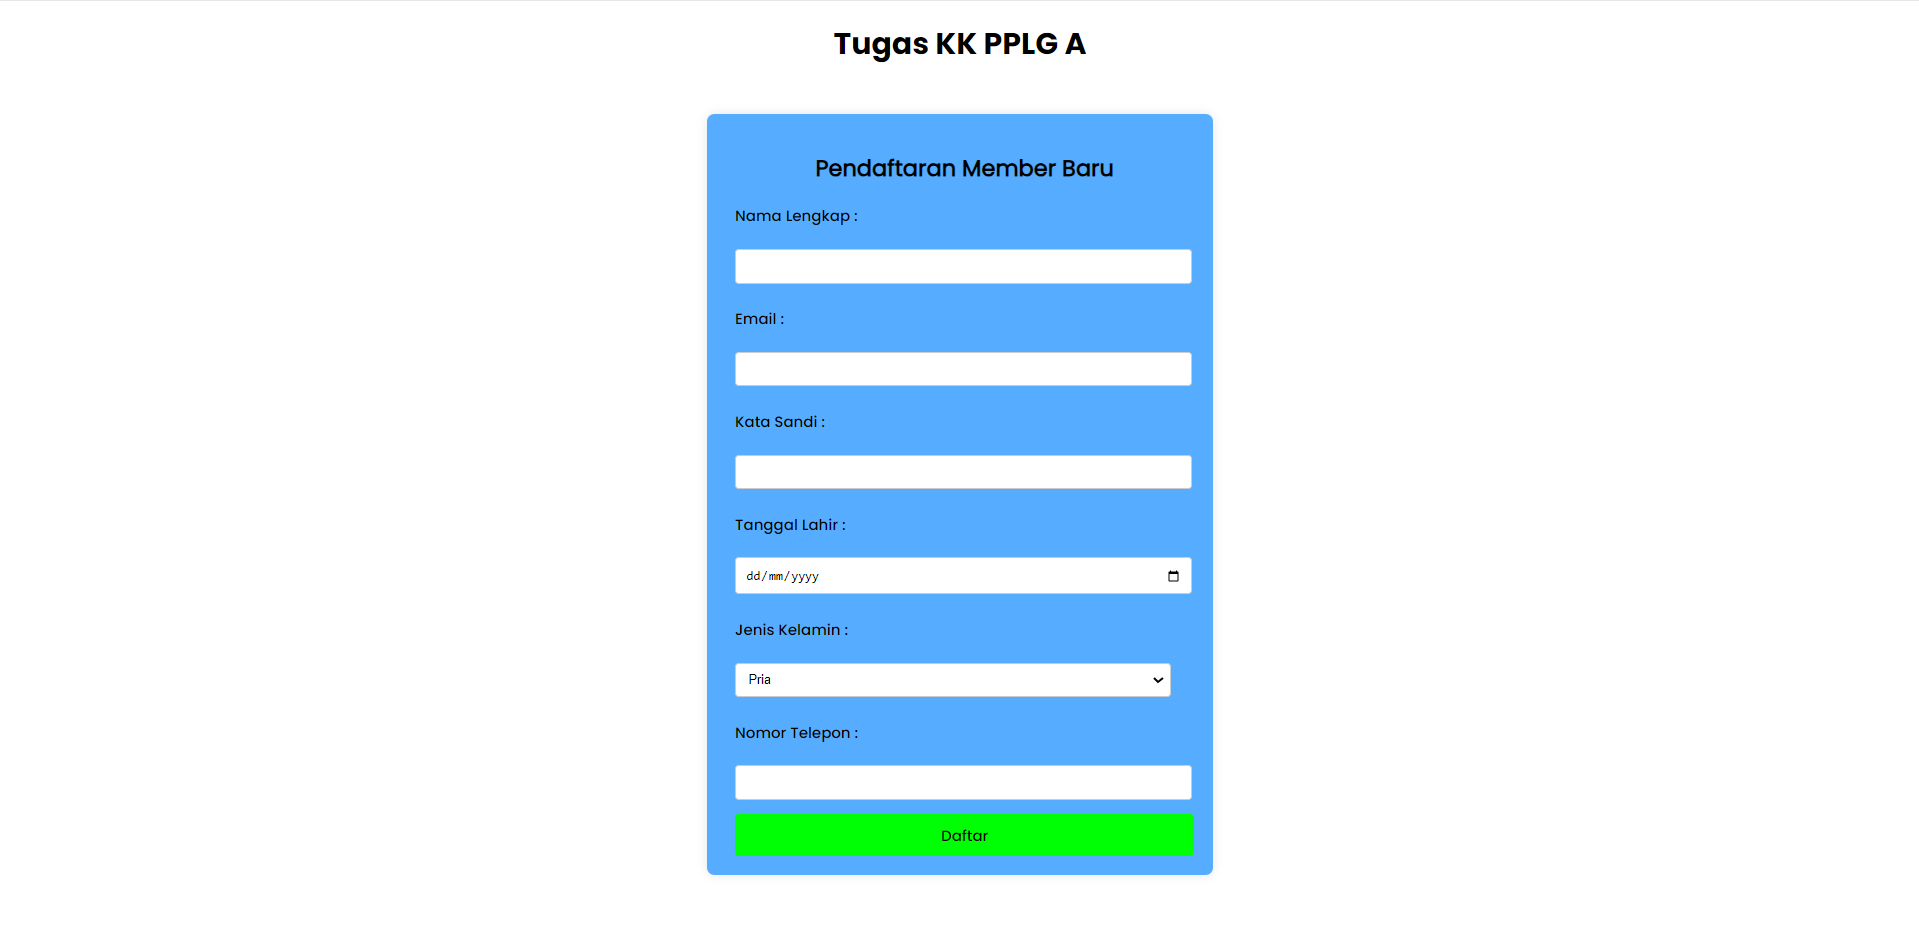 Tugas KK PPLG A
Pendaftaran Member Baru
Nama Lengkap :
Email :
Kata Sandi :
Tanggal Lahir :
dd/mm/yyyy
Jenis Kelamin :
Pria
Nomor Telepon :
Daftar